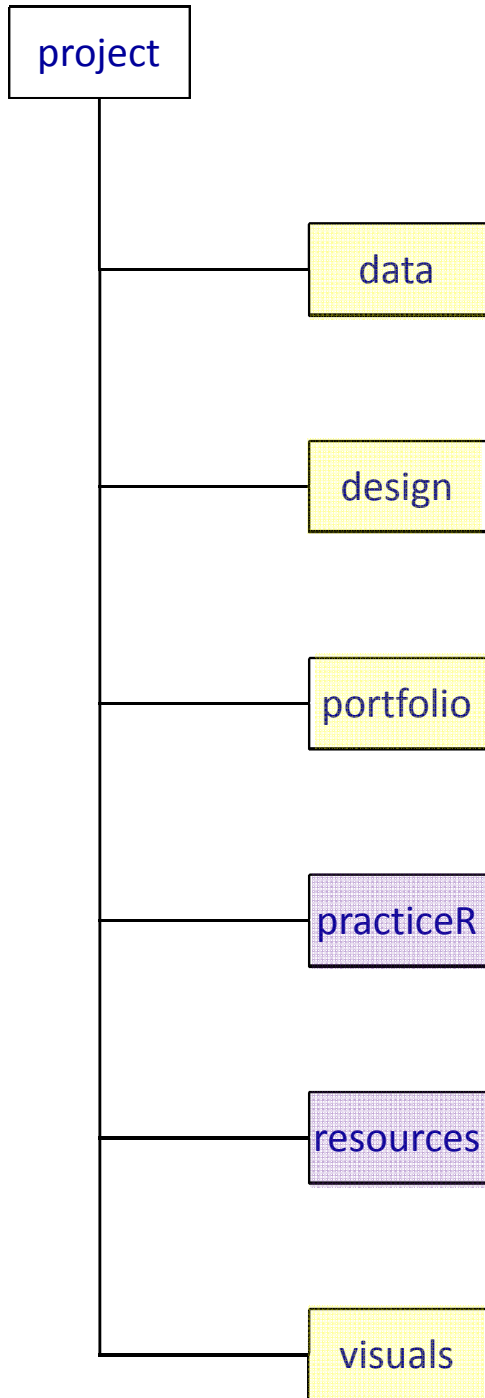 project
data
design
portfolio
practiceR
resources
visuals